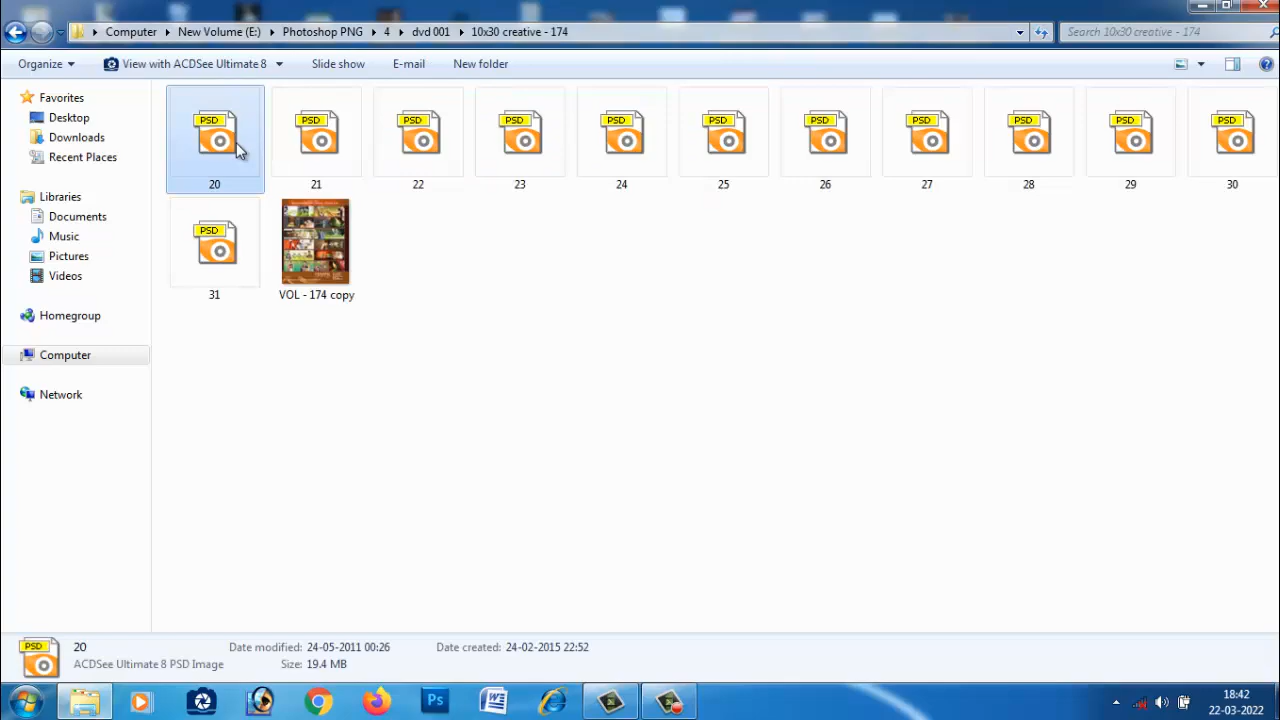 Computer New Volume (E:) Photoshop PNG 4 dvd 001 10x30 creative - 174 Search 10x30 creative - 174
Organize View with ACDSee Ultimate 8 Slide show E-mail New folder
Favorites
Desktop
Downloads
Recent Places
Libraries
Documents
Music
Pictures
Videos
Homegroup
Computer
Network
PSD PSD PSD PSD PSD PSD PSD PSD PSD PSD PSD
20 21 22 23 24 25 26 27 28 29 30
PSD
31 VOL - 174 copy
PSD
20 Date modified: 24-05-2011 00:26 Date created: 24-02-2015 22:52
ACDSee Ultimate 8 PSD Image Size: 19.4 MB
Ps
18:42
22-03-2022